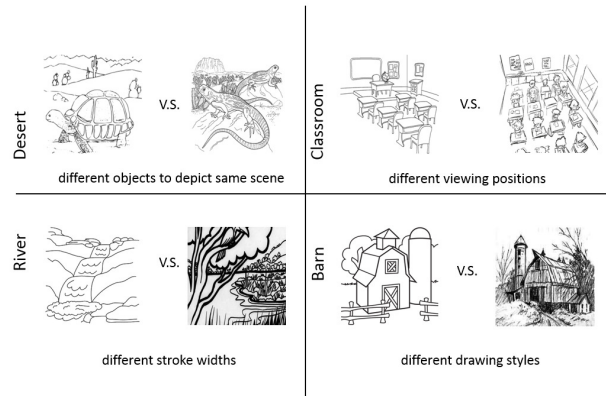 Desert
V.S.
different objects to depict same scene
Classroom
V.S.
different viewing positions
River
V.S.
different stroke widths
Barn
V.S.
different drawing styles